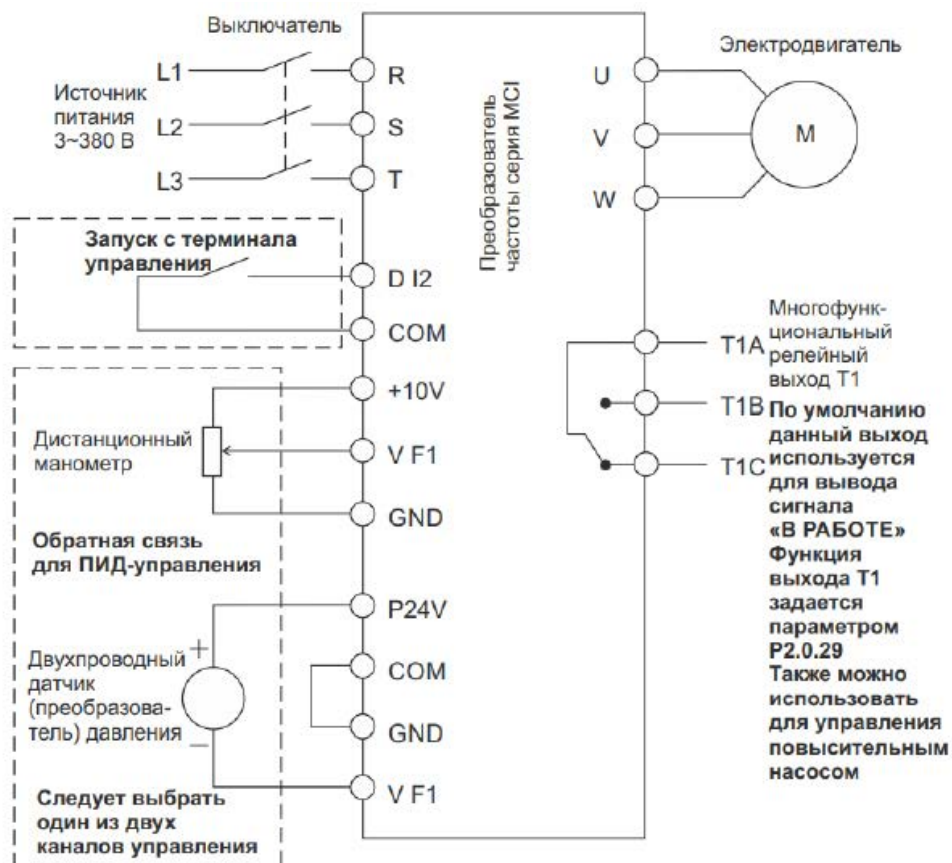 Выключатель
L1
L2
L3
Источник
питания
3~380 В
R
S
T
Преобразователь
частоты серия MCI
U
V
W
Электродвигатель
M
Запуск с терминала
управления
D I2
COM
+10V
V F1
GND
Дистанционный
манометр
Обратная связь
для ПИД-управления
P24V
COM
GND
V F1
+
−
Двухпроводный
датчик
(преобразова-
тель) давления
Следует выбрать
один из двух
каналов управления
T1A
T1B
T1C
Многофунк-
циональный
релейный
выход Т1
По умолчанию
данный выход
используется
для вывода
сигнала
«В РАБОТЕ»
Функция
выхода Т1
задается
параметром
Р2.0.29
Также можно
использовать
для управления
повысительным
насосом